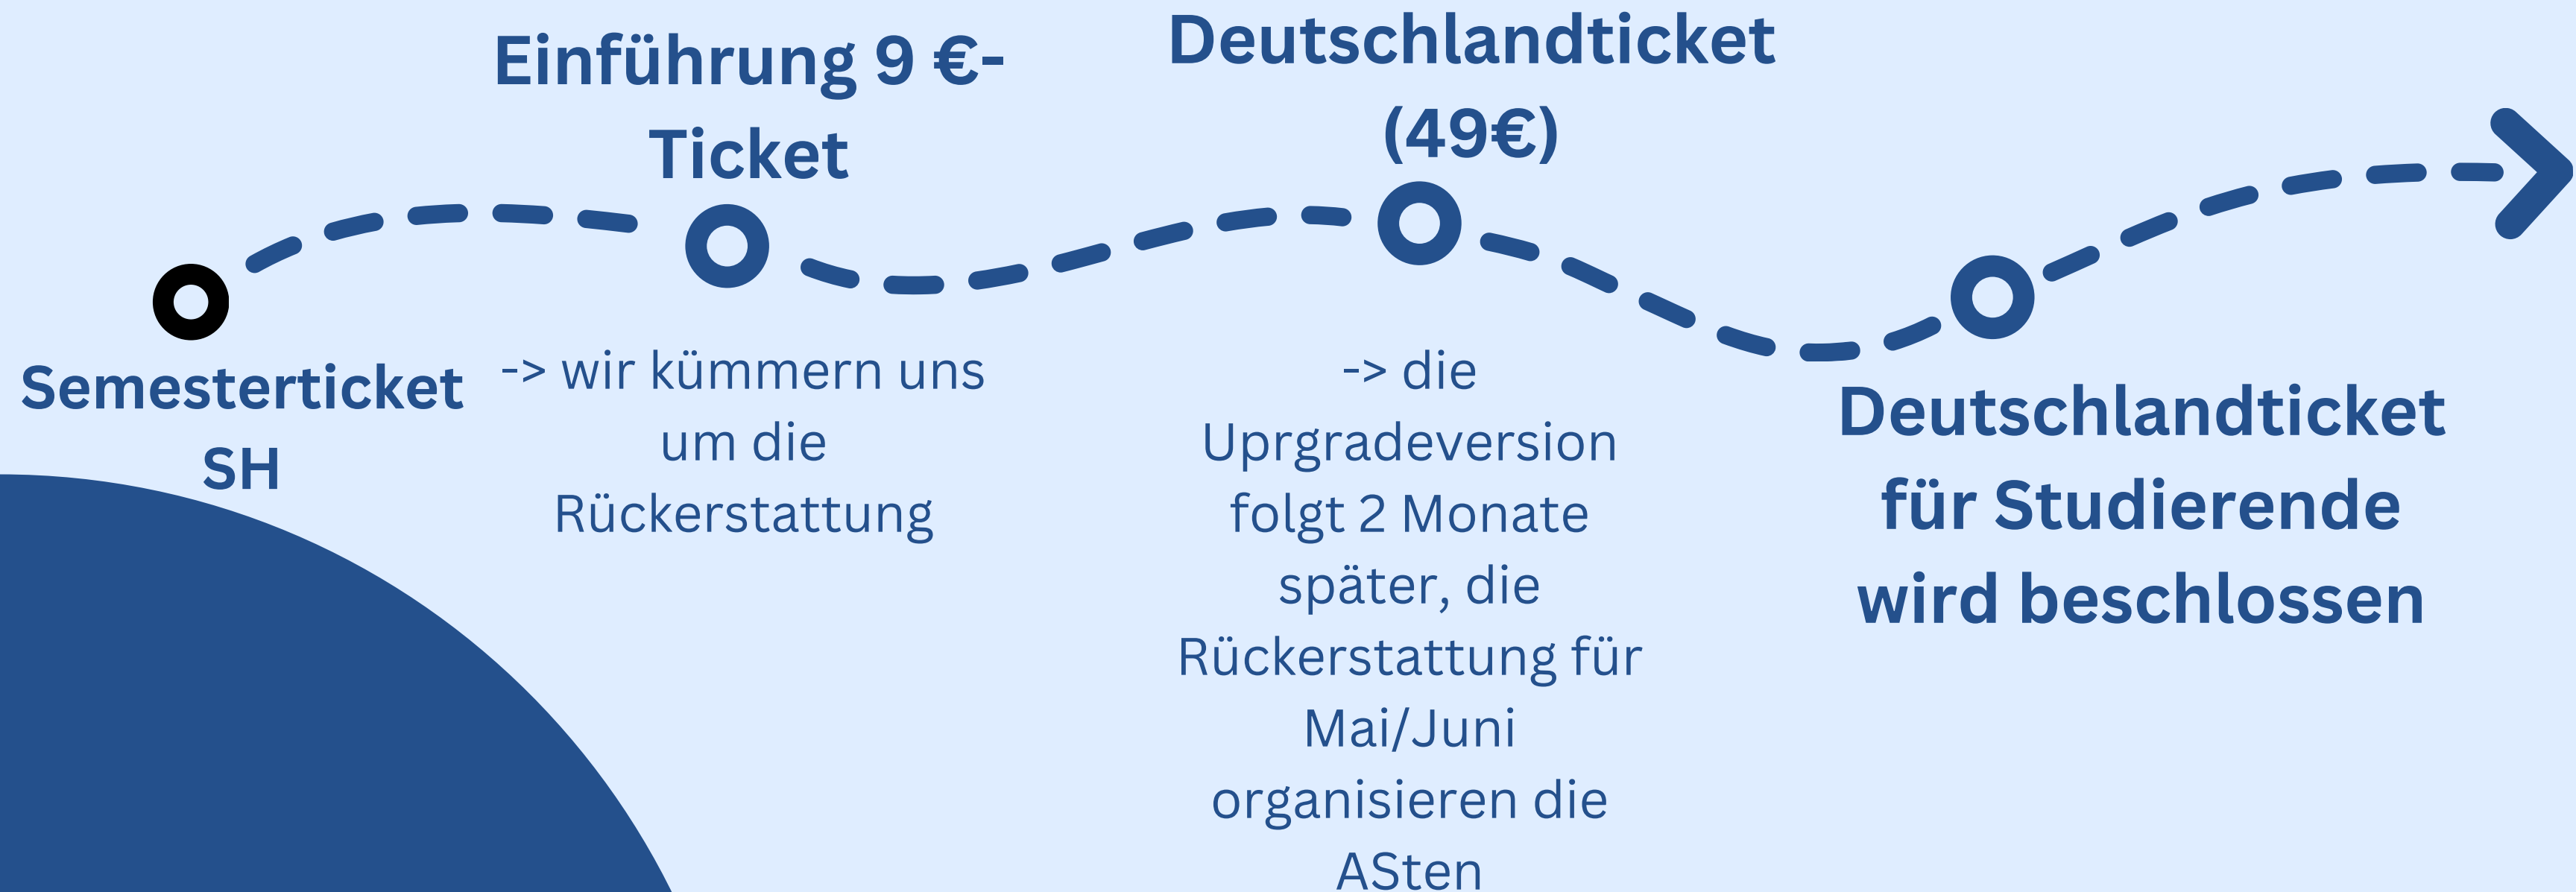 Semesterticket
SH
Einführung 9 €-
Ticket
-> wir kümmern uns
um die
Rückerstattung
Deutschlandticket
(49€)
-> die
Uprgradeversion
folgt 2 Monate
später, die
Rückerstattung für
Mai/Juni
organisieren die
ASten
Deutschlandticket
für Studierende
wird beschlossen